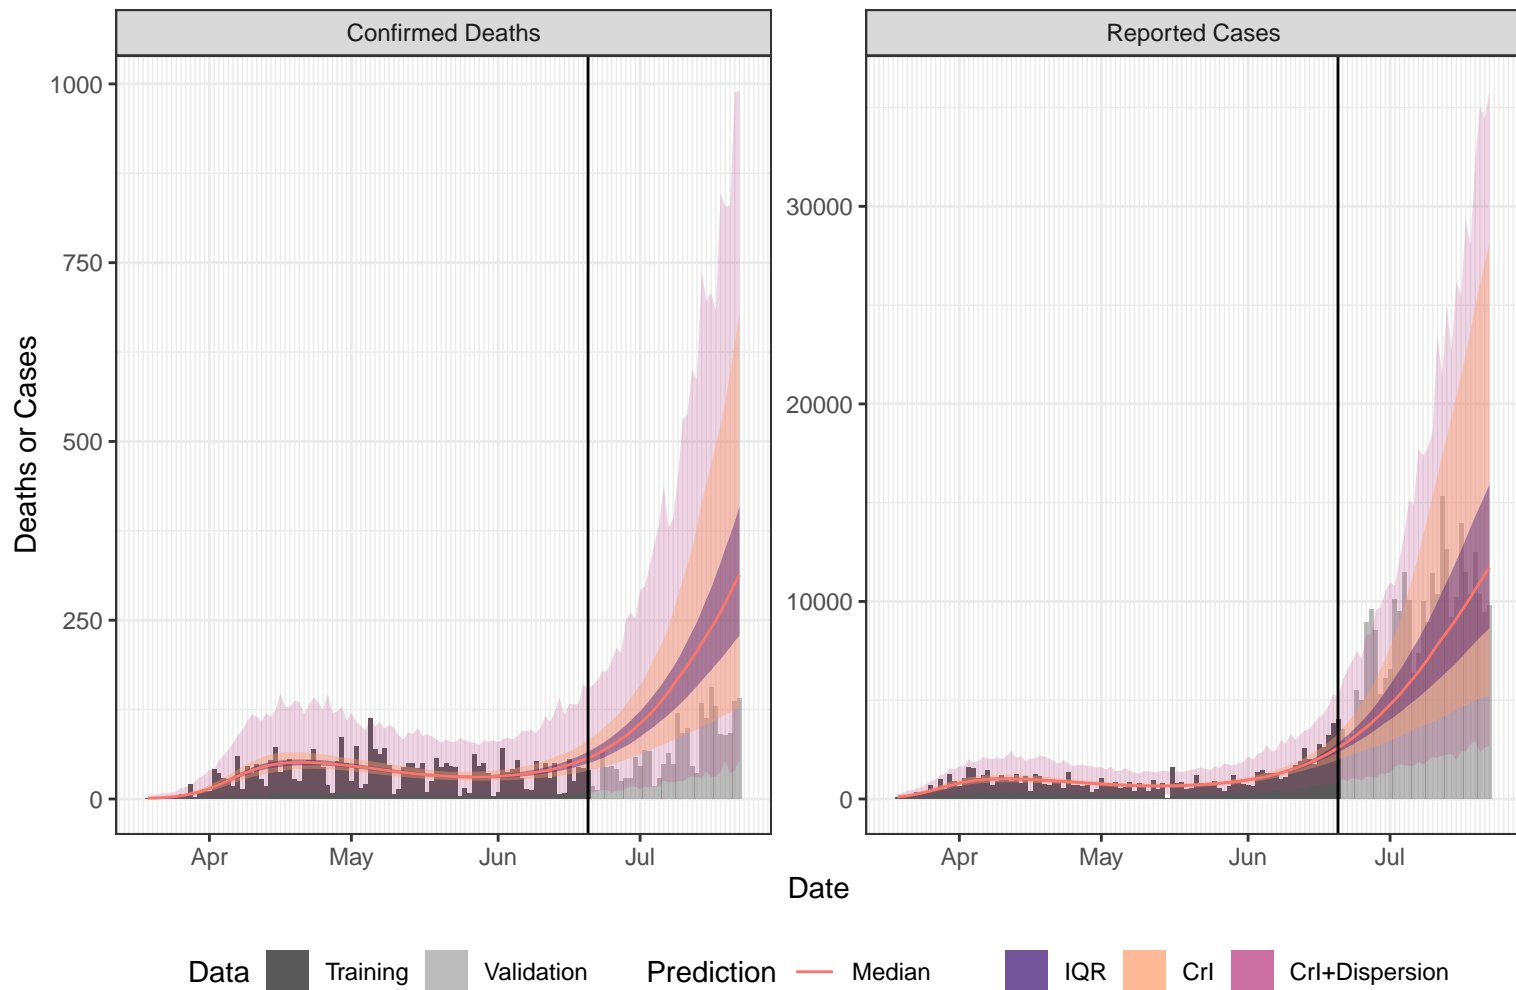 Confirmed Deaths
Reported Cases
Deaths or Cases
1000
750
500
250
0
30000
20000
10000
0
Apr May Jun Jul
Apr May Jun Jul
Date
Data Training Validation Prediction Median IQR CrI CrI+Dispersion